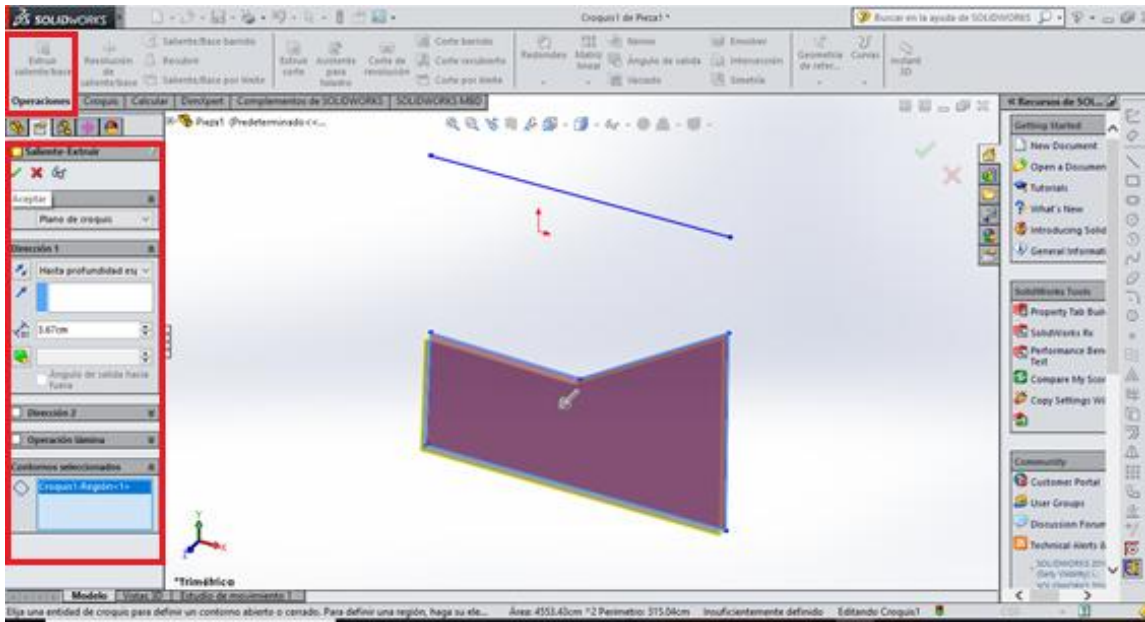 SOLIDWORKS
Croquis1 de Pieza1 *
Buscar en la ayuda de SOLIDWORKS
Extruir saliente/base
Revolución de saliente/base
Saliente/Base barrido
Recubrir
Saliente/Base por límite
Extruir corte
Asistente para taladro
Corte de revolución
Corte barrido
Corte recubierto
Corte por límite
Redondeo
Matriz lineal
Nervio
Ángulo de salida
Vaciado
Envolver
Intersección
Simetría
Geometría de refer...
Curvas
Instant 3D
Operaciones
Croquis
Calcular
DimXpert
Complementos de SOLIDWORKS
SOLIDWORKS MBD
Pieza1 (Predeterminado<<...
Saliente-Extruir
Aceptar
Plano de croquis
Dirección 1
Hasta profundidad esp
3.67cm
Ángulo de salida hacia fuera
Dirección 2
Operación lámina
Contornos seleccionados
Croquis1-Región<1>
Y
X
*Trimétrica
Modelo
Vistas 3D
Estudio de movimiento 1
Elija una entidad de croquis para definir un contorno abierto o cerrado. Para definir una región, haga su ele...
Área: 4553.43cm ^2 Perímetro: 315.04cm
Insuficientemente definido
Editando Croquis1
Recursos de SOL...
Getting Started
New Document
Open a Documen
Tutorials
What's New
Introducing Solid
General Informati
SolidWorks Tools
Property Tab Buil
SolidWorks Rx
Performance Ben
Test
Compare My Scor
Copy Settings Wi
Community
Customer Portal
User Groups
Discussion Forum
Technical Alerts &